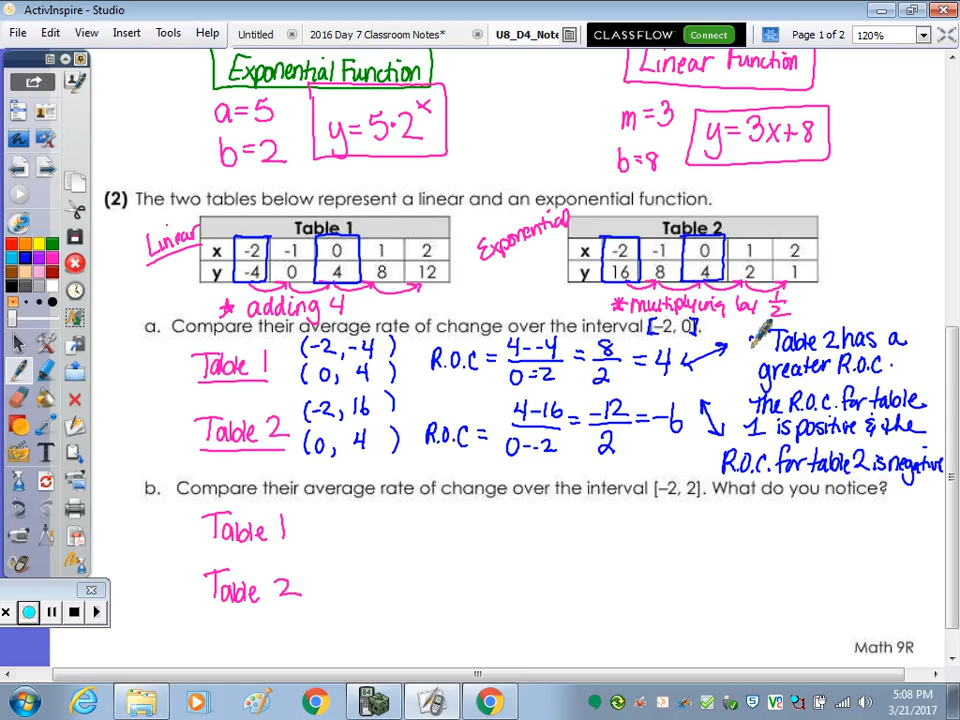 ActivInspire - Studio
File Edit View Insert Tools Help Untitled 2016 Day 7 Classroom Notes* U8_D4_Note CLASSFLOW Connect Page 1 of 2 120%
Exponential Function
Linear Function
a=5
b=2
y=5·2^x
m=3
b=8
y=3x+8
(2) The two tables below represent a linear and an exponential function.
Linear
Table 1
x -2 -1 0 1 2
y -4 0 4 8 12
* adding 4
Exponential
Table 2
x -2 -1 0 1 2
y 16 8 4 2 1
*multiplying by 1/2
a. Compare their average rate of change over the interval [–2, 0].
Table 1
(-2, -4)
(0, 4)
R.O.C = 4--4/0--2 = 8/2 = 4
Table 2
(-2, 16)
(0, 4)
R.O.C = 4-16/0--2 = -12/2 = -6
Table 2 has a
greater R.O.C.
The R.O.C. for table
1 is positive & the
R.O.C. for table 2 is negative
b. Compare their average rate of change over the interval [–2, 2]. What do you notice?
Table 1
Table 2
Math 9R
5:08 PM
3/21/2017